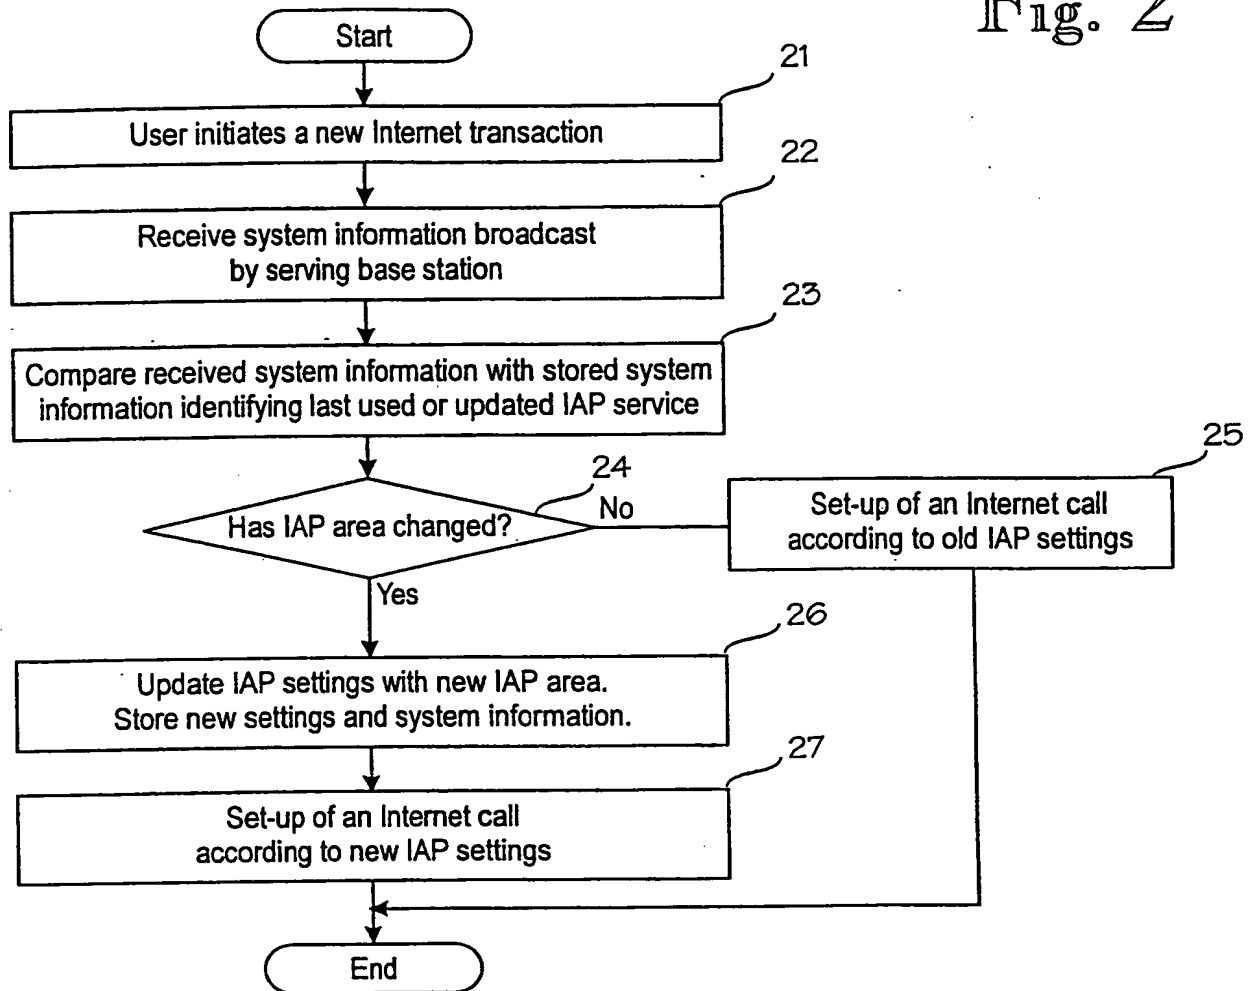 Fig. 2
Start
21
User initiates a new Internet transaction
22
Receive system information broadcast
by serving base station
23
Compare received system information with stored system
information identifying last used or updated IAP service
24
Has IAP area changed?
No
25
Set-up of an Internet call
according to old IAP settings
Yes
26
Update IAP settings with new IAP area.
Store new settings and system information.
27
Set-up of an Internet call
according to new IAP settings
End